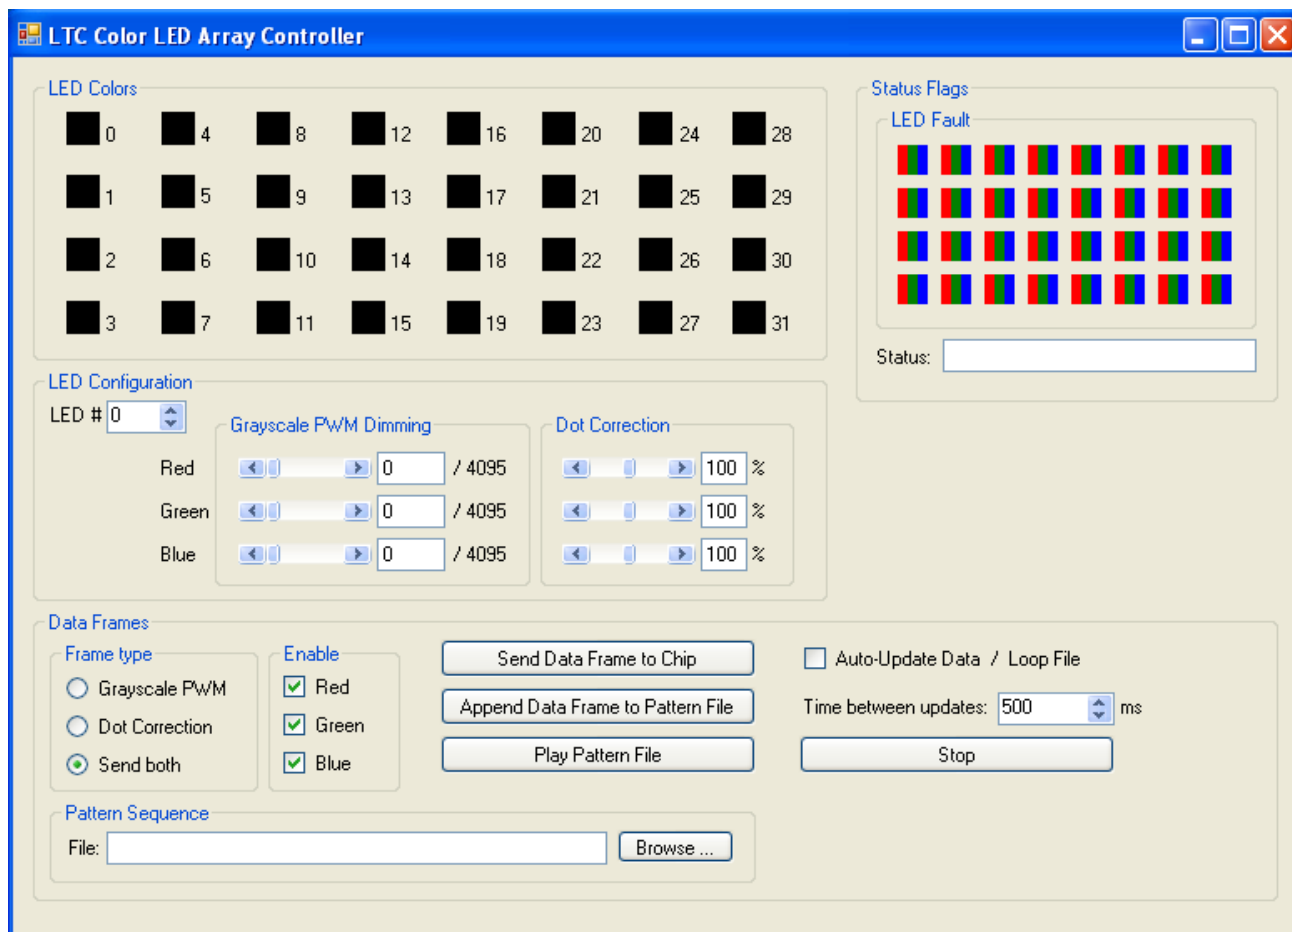 LTC Color LED Array Controller
LED Colors
0 4 8 12 16 20 24 28
1 5 9 13 17 21 25 29
2 6 10 14 18 22 26 30
3 7 11 15 19 23 27 31
Status Flags
LED Fault
Status:
LED Configuration
LED # 0
Grayscale PWM Dimming
Dot Correction
Red 0 / 4095 100 %
Green 0 / 4095 100 %
Blue 0 / 4095 100 %
Data Frames
Frame type
Grayscale PWM
Dot Correction
Send both
Enable
Red
Green
Blue
Send Data Frame to Chip
Append Data Frame to Pattern File
Play Pattern File
Auto-Update Data / Loop File
Time between updates: 500 ms
Stop
Pattern Sequence
File:
Browse ...